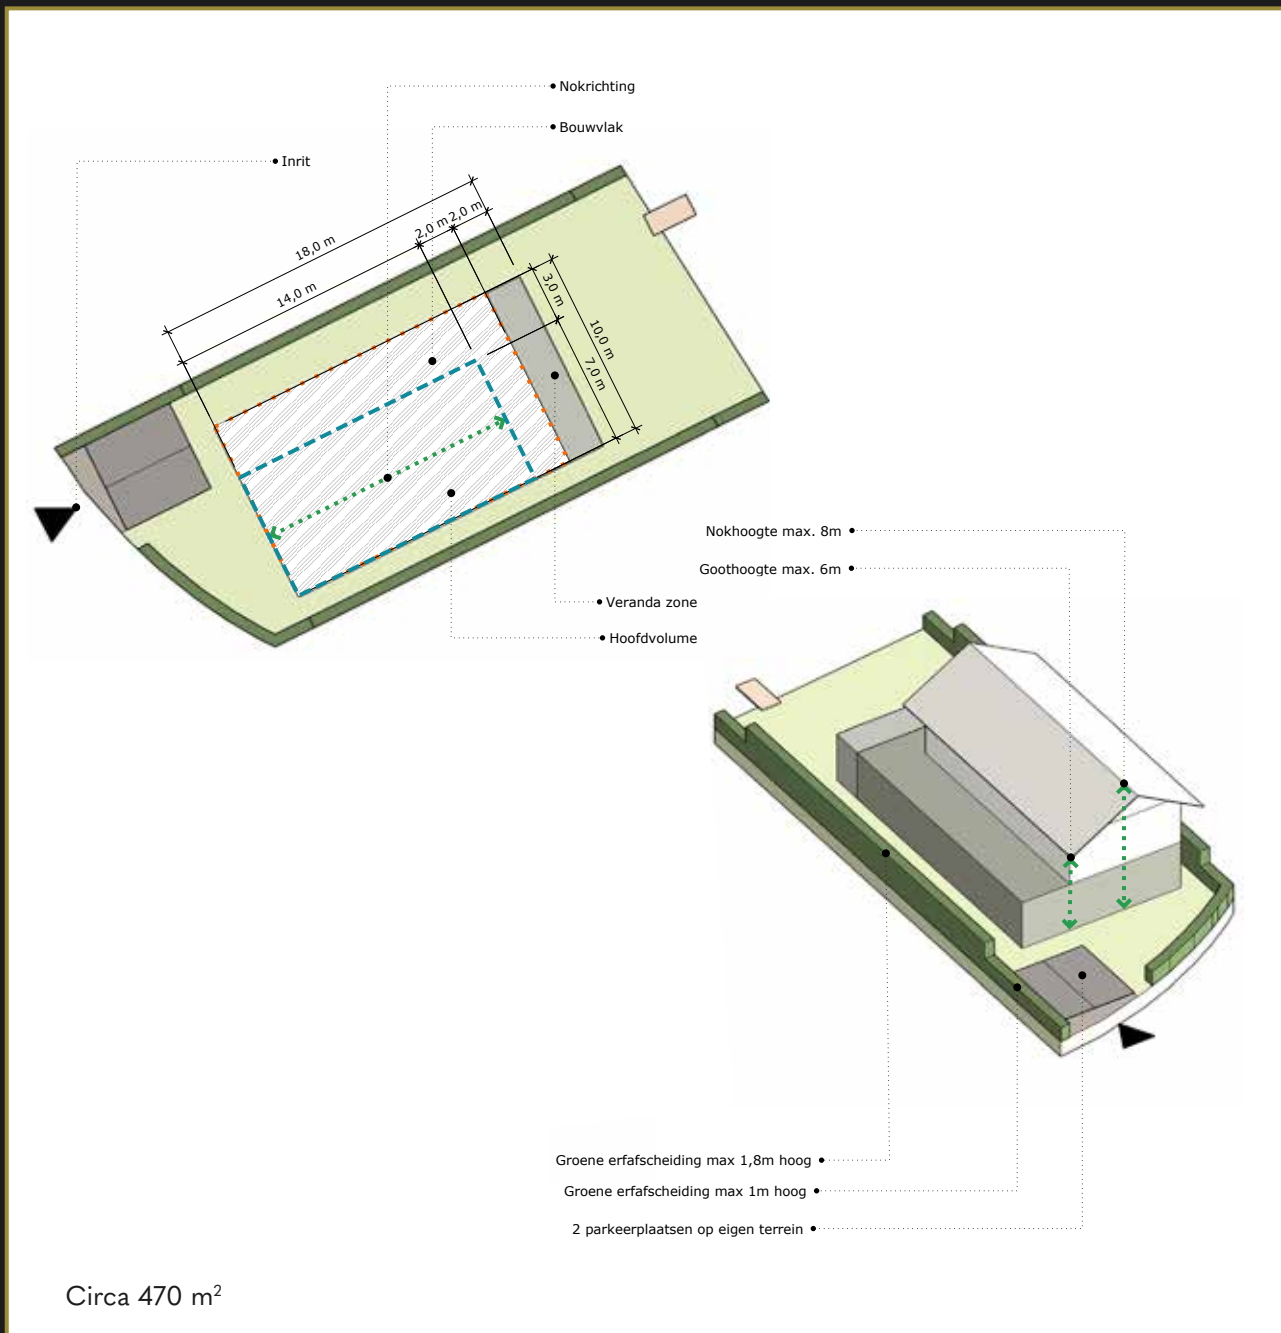 Nokrichting
Bouwvlak
Inrit
18,0 m
14,0 m
2,0 m
2,0 m
3,0 m
10,0 m
7,0 m
Veranda zone
Hoofdvolume
Nokhoogte max. 8m
Goothoogte max. 6m
Groene erfafscheiding max 1,8m hoog
Groene erfafscheiding max 1m hoog
2 parkeerplaatsen op eigen terrein
Circa 470 m²